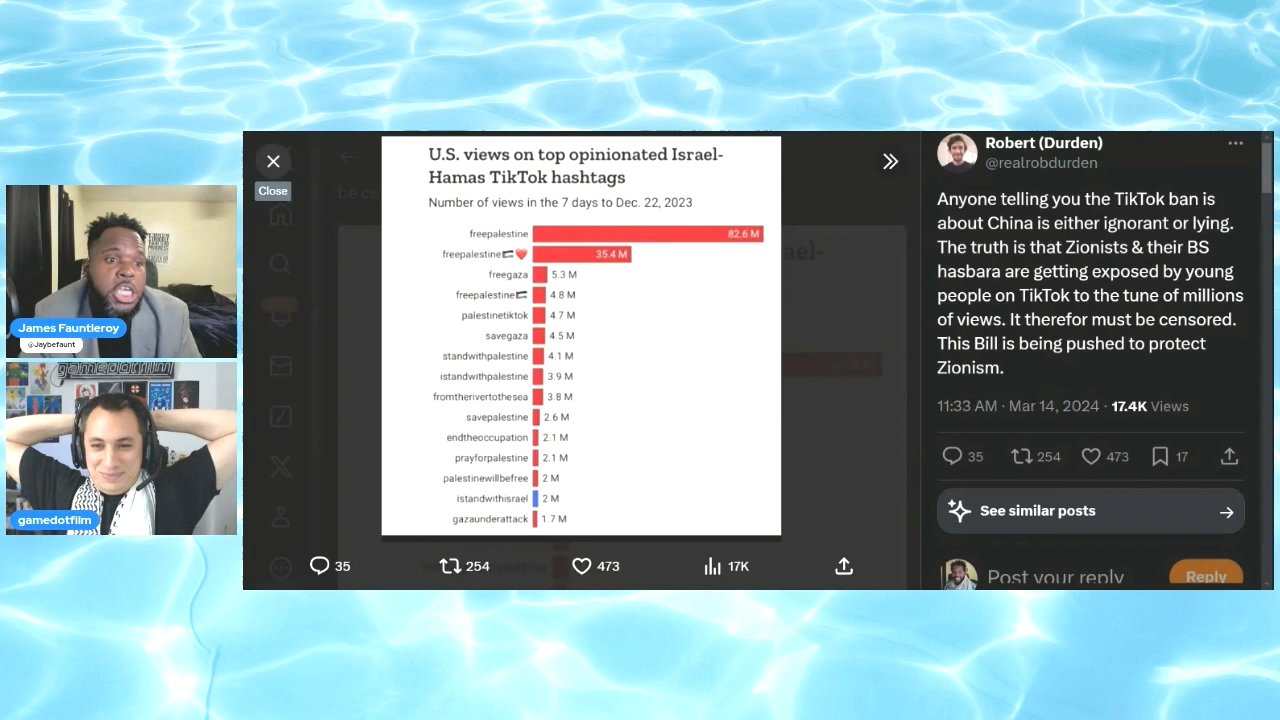 U.S. views on top opinionated Israel-
Hamas TikTok hashtags
Number of views in the 7 days to Dec. 22, 2023
freepalestine 82.6 M
freepalestine 35.4 M
freegaza 5.3 M
freepalestine 4.8 M
palestinetiktok 4.7 M
savegaza 4.5 M
standwithpalestine 4.1 M
istandwithpalestine 3.9 M
fromtherivertothesea 3.8 M
savepalestine 2.6 M
endtheoccupation 2.1 M
prayforpalestine 2.1 M
palestinewillbefree 2 M
istandwithisrael 2 M
gazaunderattack 1.7 M
Close
35 254 473 17K
Robert (Durden)
@realrobdurden
Anyone telling you the TikTok ban is
about China is either ignorant or lying.
The truth is that Zionists & their BS
hasbara are getting exposed by young
people on TikTok to the tune of millions
of views. It therefor must be censored.
This Bill is being pushed to protect
Zionism.
11:33 AM · Mar 14, 2024 · 17.4K Views
35 254 473 17
See similar posts
Post your reply
Reply
James Fauntleroy
@Jaybefaunt
gamedotfilm
gamedotfilm